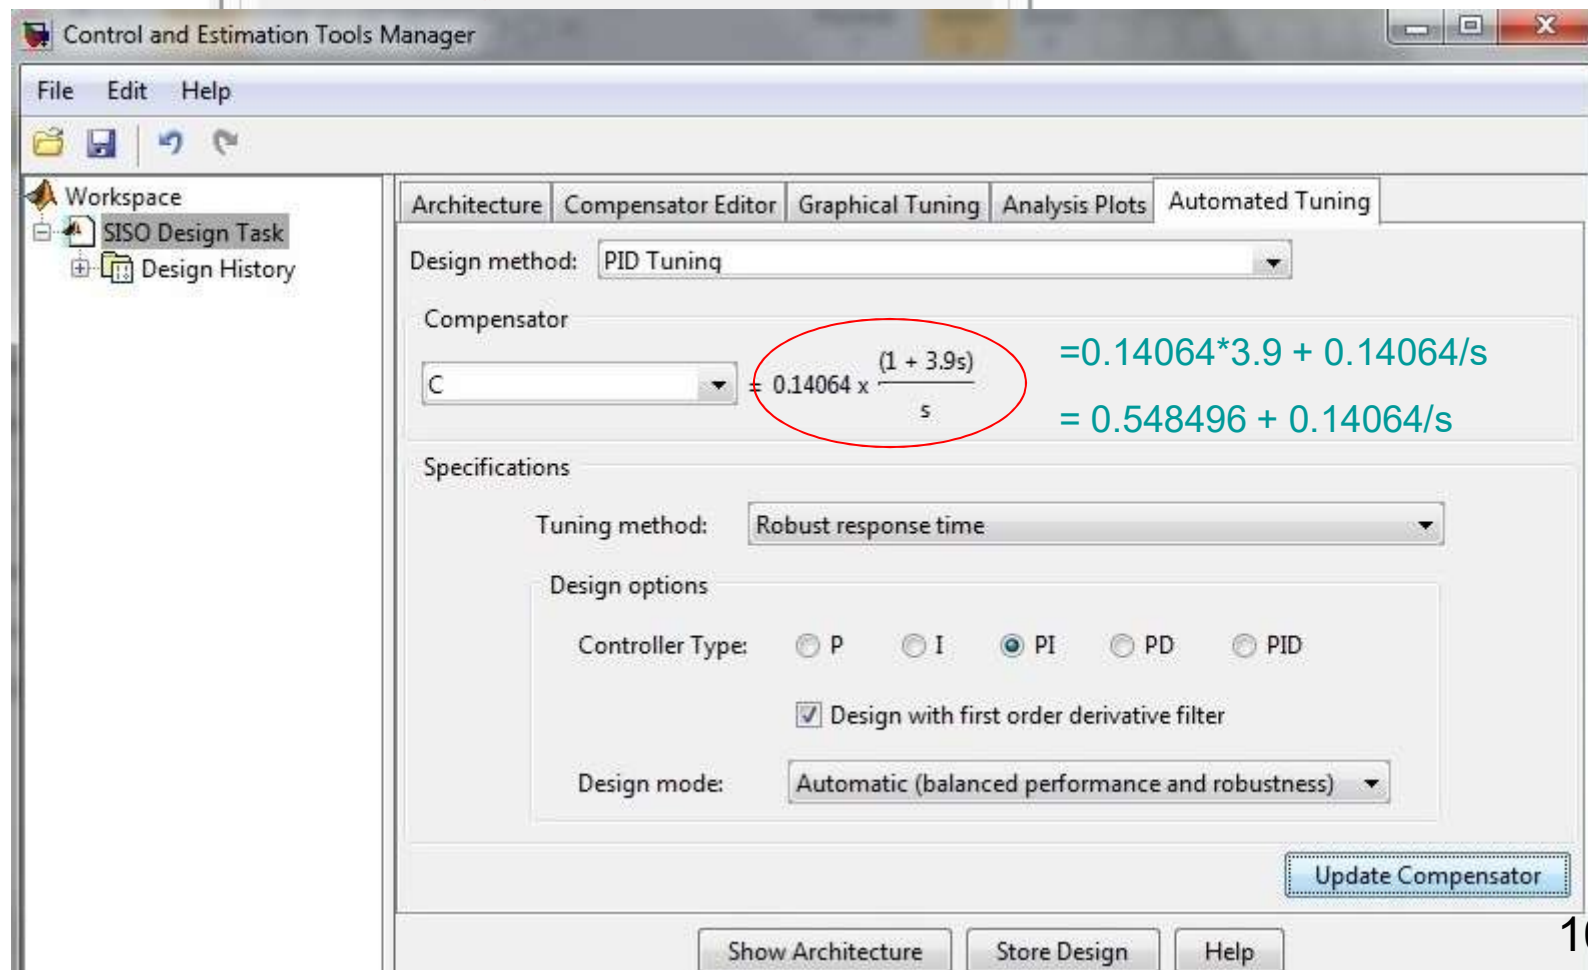 Control and Estimation Tools Manager
File Edit Help
Workspace
SISO Design Task
Design History
Architecture Compensator Editor Graphical Tuning Analysis Plots Automated Tuning
Design method: PID Tuning
Compensator
C = 0.14064 x (1 + 3.9s)
s
=0.14064*3.9 + 0.14064/s
= 0.548496 + 0.14064/s
Specifications
Tuning method: Robust response time
Design options
Controller Type: P I PI PD PID
Design with first order derivative filter
Design mode: Automatic (balanced performance and robustness)
Update Compensator
Show Architecture Store Design Help